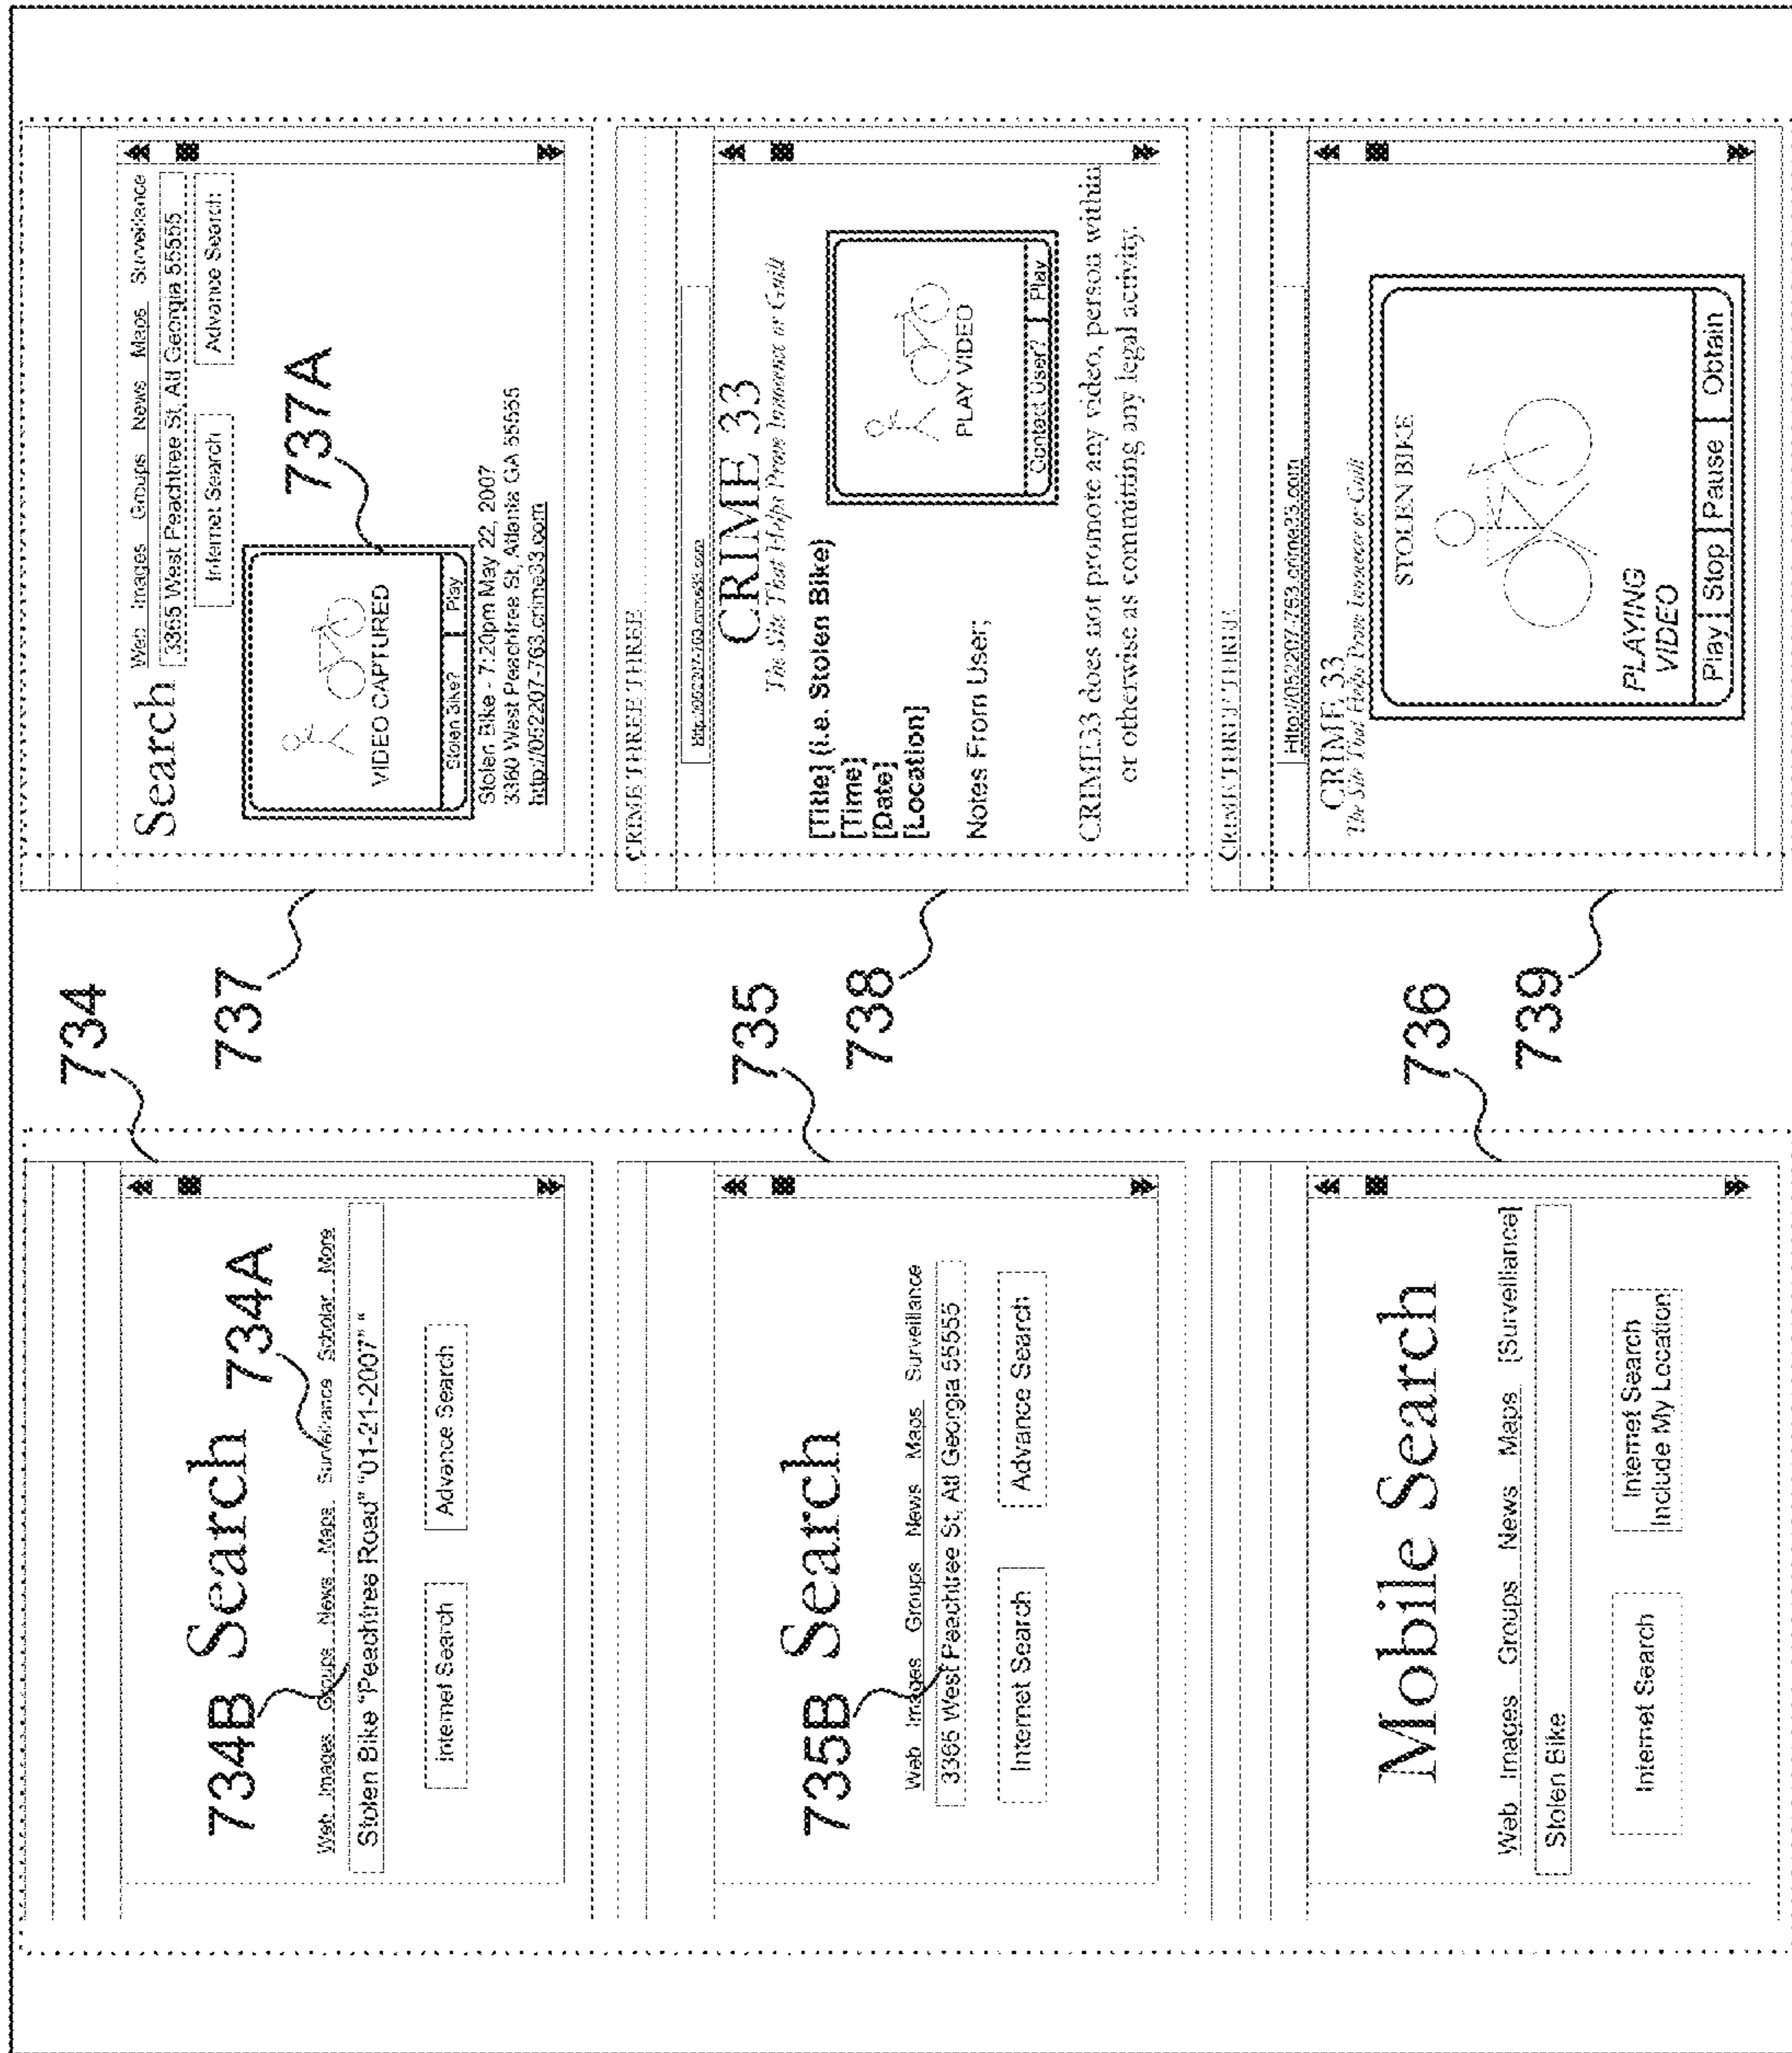 734
734B Search 734A
Web Images Groups News Maps Surveillance Scholar More
Stolen Bike "Peachtree Road" "01-21-2007" "
Internet Search
Advance Search
735
735B Search
Web Images Groups News Maps Surveillance
3365 West Peachtree St, Atl Georgia 55555
Internet Search
Advance Search
736
Mobile Search
Web Images Groups News Maps [Surveillance]
Stolen Bike
Internet Search
Internet Search
Include My Location
737
Search
Web Images Groups News Maps Surveillance
3365 West Peachtree St, Atl Georgia 55555
Internet Search
Advance Search
737A
VIDEO CAPTURED
Stolen Bike? Play
Stolen Bike - 7:20pm May 22, 2007
3360 West Peachtree St, Atlanta GA 55555
http://052207-763.crime33.com
738
CRIME THREE THREE
http://052207-763.crime33.com
CRIME 33
The Site That Helps Prove Innocence or Guilt
[Title] (i.e. Stolen Bike)
[Time]
[Date]
[Location]
Notes From User;
PLAY VIDEO
Contact User? Play
CRIME33 does not promote any video, person within
or otherwise as committing any legal activity.
739
CRIME THREE THREE
Http://052207-763.crime33.com
CRIME 33
The Site That Helps Prove Innocence or Guilt
STOLEN BIKE
PLAYING
VIDEO
Play Stop Pause Obtain